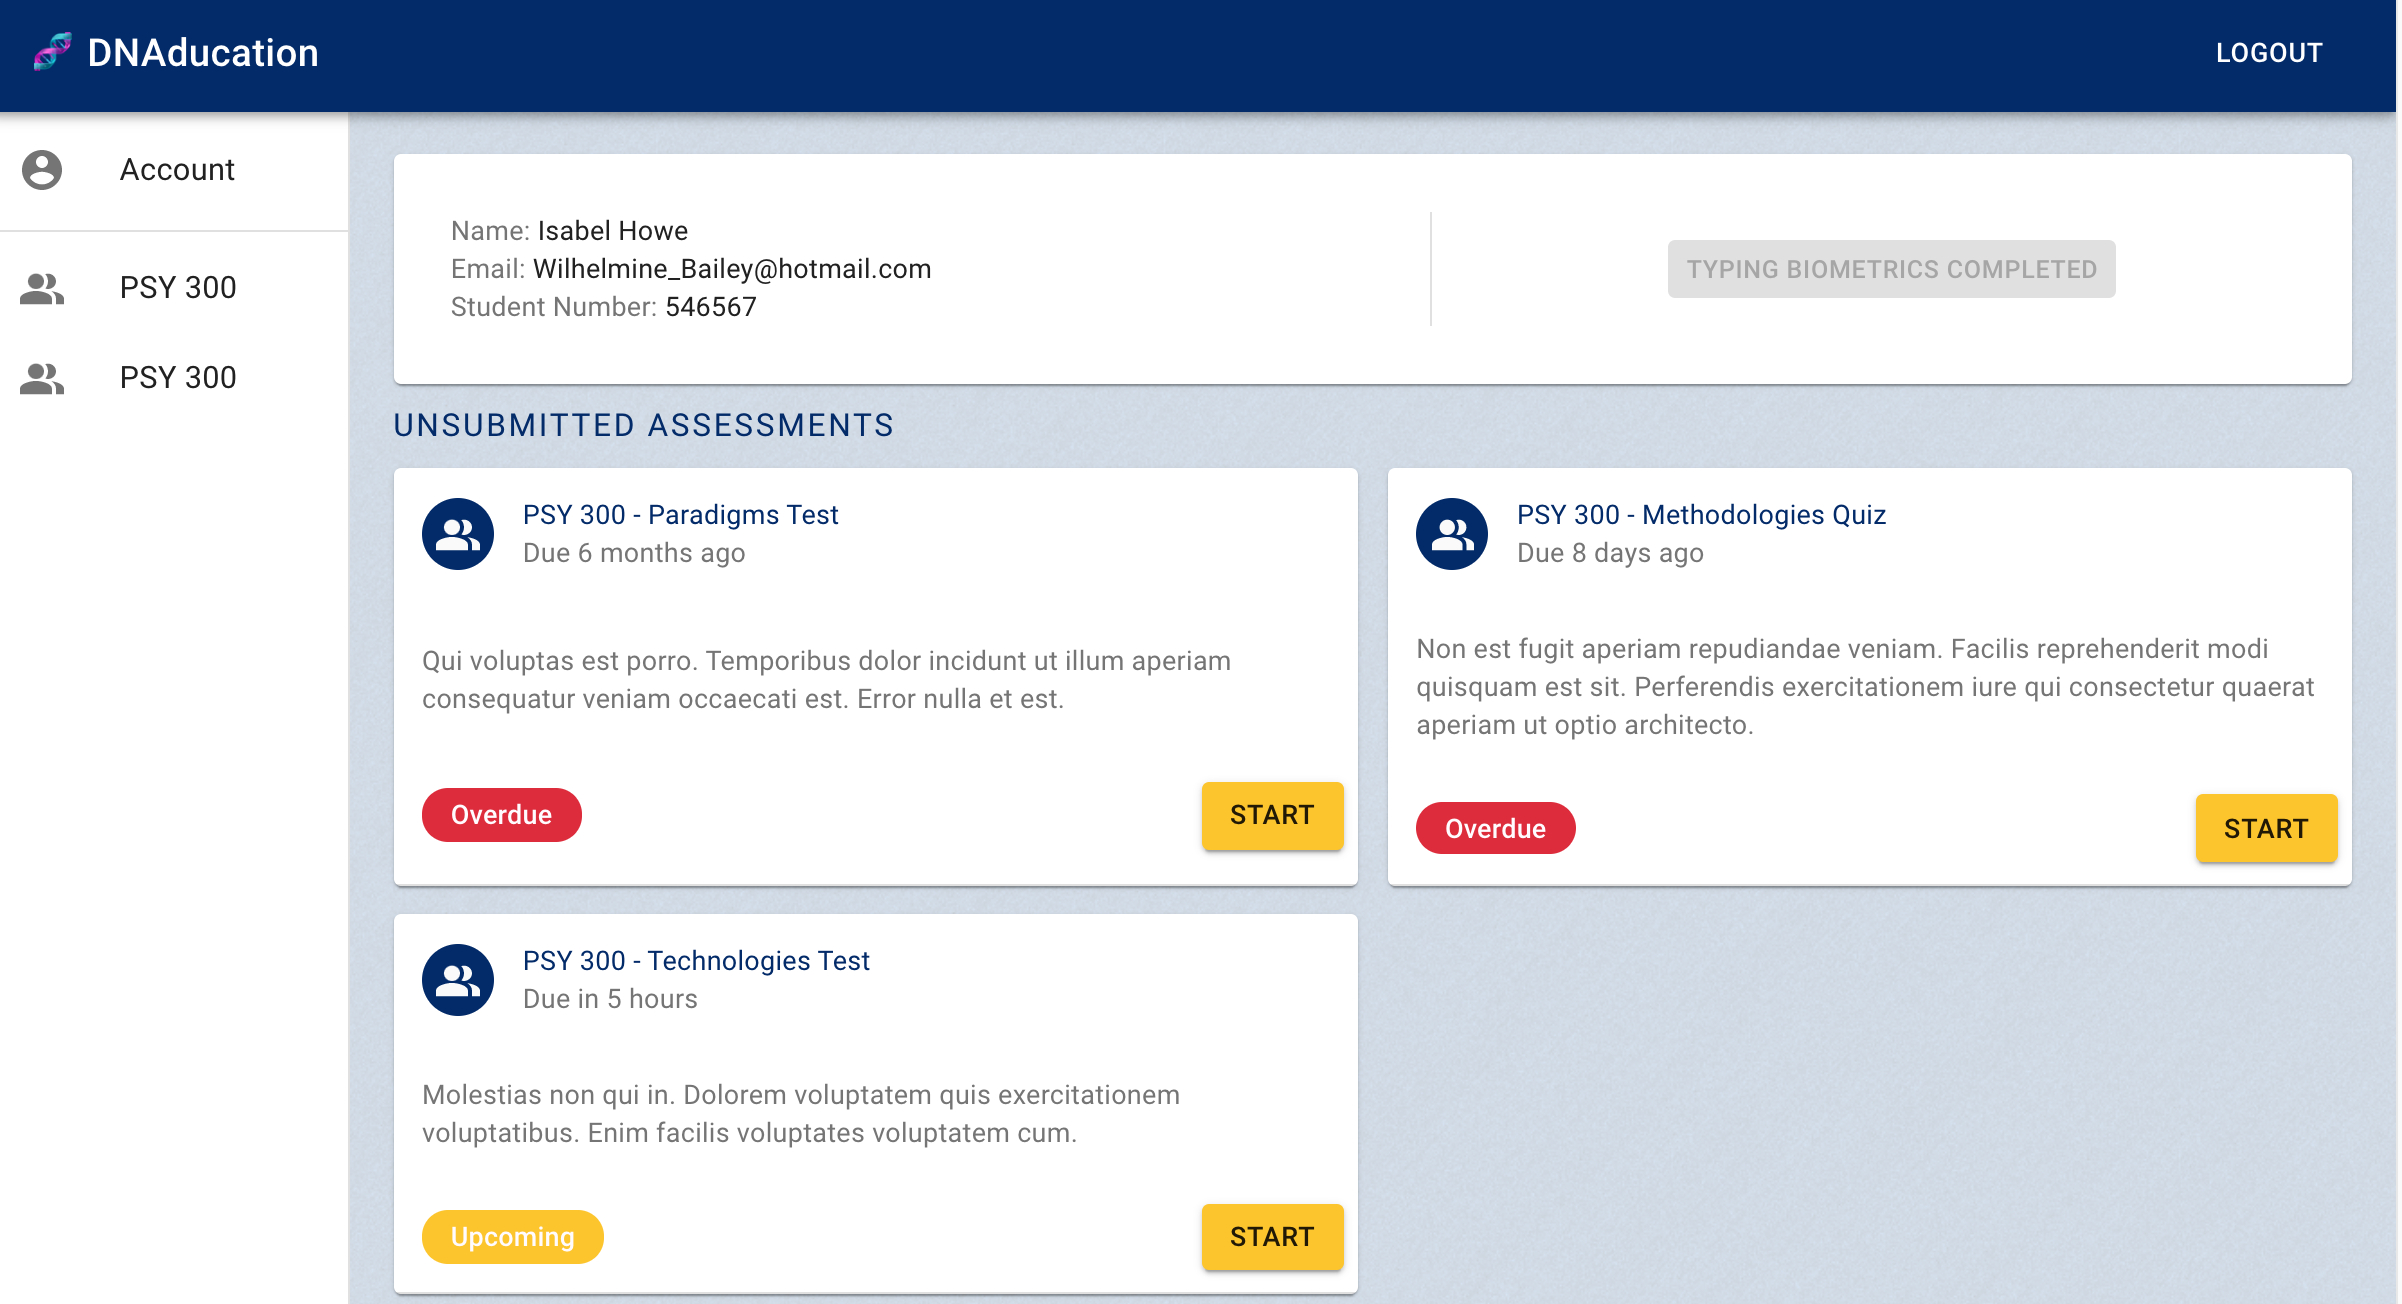 DNAducation
LOGOUT
Account
PSY 300
PSY 300
Name: Isabel Howe
Email: Wilhelmine_Bailey@hotmail.com
Student Number: 546567
TYPING BIOMETRICS COMPLETED
UNSUBMITTED ASSESSMENTS
PSY 300 - Paradigms Test
Due 6 months ago
Qui voluptas est porro. Temporibus dolor incidunt ut illum aperiam
consequatur veniam occaecati est. Error nulla et est.
Overdue
START
PSY 300 - Methodologies Quiz
Due 8 days ago
Non est fugit aperiam repudiandae veniam. Facilis reprehenderit modi
quisquam est sit. Perferendis exercitationem iure qui consectetur quaerat
aperiam ut optio architecto.
Overdue
START
PSY 300 - Technologies Test
Due in 5 hours
Molestias non qui in. Dolorem voluptatem quis exercitationem
voluptatibus. Enim facilis voluptates voluptatem cum.
Upcoming
START